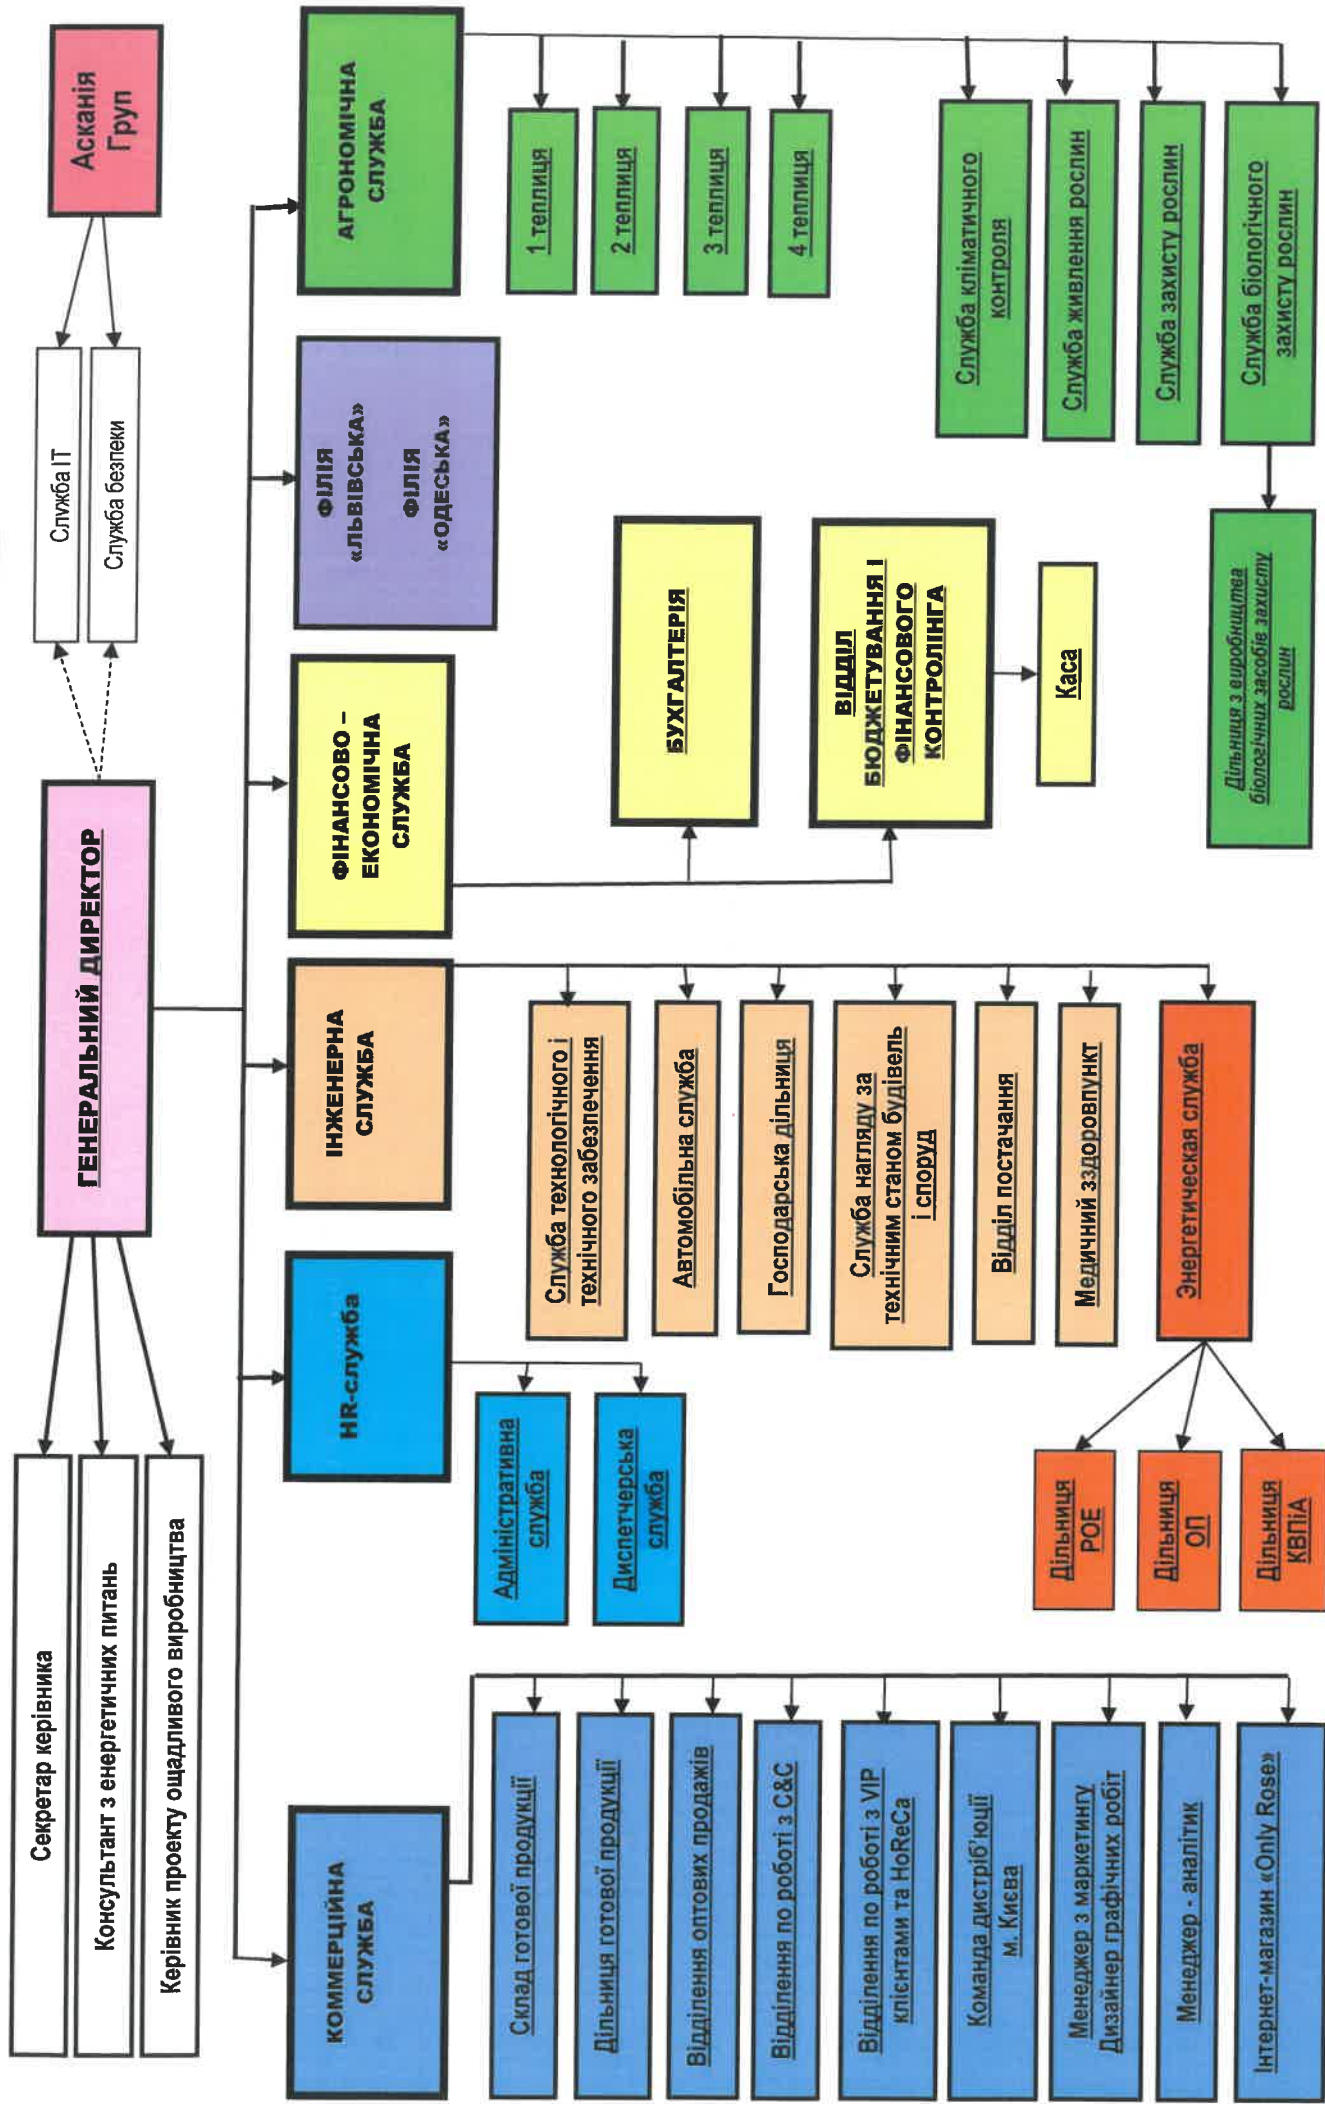 Секретар керівника
Консультант з енергетичних питань
Керівник проекту ощадливого виробництва
ГЕНЕРАЛЬНИЙ ДИРЕКТОР
Служба ІТ
Служба безпеки
Асканія
Груп
КОММЕРЦІЙНА
СЛУЖБА
HR-служба
ІНЖЕНЕРНА
СЛУЖБА
ФІНАНСОВО –
ЕКОНОМІЧНА
СЛУЖБА
ФІЛІЯ
«ЛЬВІВСЬКА»
ФІЛІЯ
«ОДЕСЬКА»
АГРОНОМІЧНА
СЛУЖБА
Склад готової продукції
Дільниця готової продукції
Відділення оптових продажів
Відділення по роботі з С&С
Відділення по роботі з VIP
клієнтами та HoReCa
Команда дистриб'юції
м. Києва
Менеджер з маркетингу
Дизайнер графічних робіт
Менеджер - аналітик
Інтернет-магазин «Only Rose»
Адміністративна
служба
Диспетчерська
служба
Служба технологічного і
технічного забезпечення
Автомобільна служба
Господарська дільниця
Служба нагляду за
технічним станом будівель
і споруд
Відділ постачання
Медичний зздоровпункт
Энергетическая служба
Дільниця
РОЕ
Дільниця
ОП
Дільниця
КВПіА
БУХГАЛТЕРІЯ
ВІДДІЛ
БЮДЖЕТУВАННЯ І
ФІНАНСОВОГО
КОНТРОЛІНГА
Каса
1 теплиця
2 теплиця
3 теплиця
4 теплиця
Служба кліматичного
контроля
Служба живлення рослин
Служба захисту рослин
Служба біологічного
захисту рослин
Дільниця з виробництва
біологічних засобів захисту
рослин